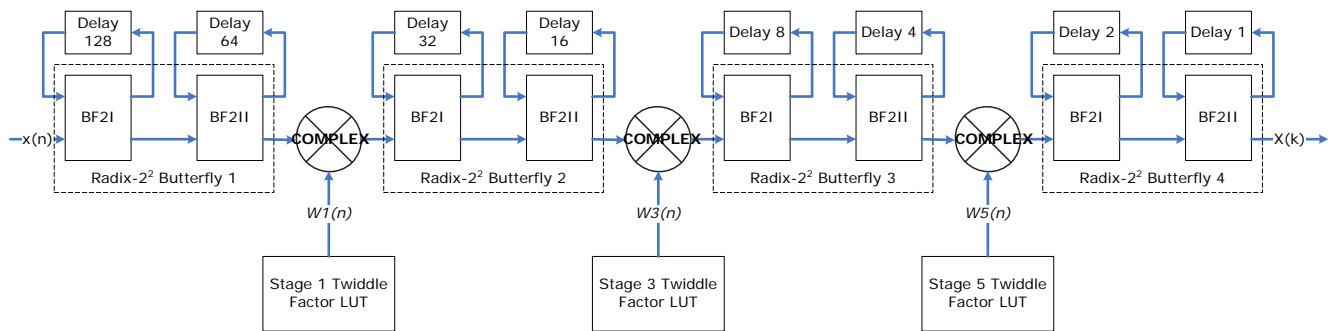 Delay
128
Delay
64
Delay
32
Delay
16
Delay 8
Delay 4
Delay 2
Delay 1
x(n)
BF2I
BF2II
COMPLEX
BF2I
BF2II
COMPLEX
BF2I
BF2II
COMPLEX
BF2I
BF2II
X(k)
Radix-2² Butterfly 1
Radix-2² Butterfly 2
Radix-2² Butterfly 3
Radix-2² Butterfly 4
W1(n)
W3(n)
W5(n)
Stage 1 Twiddle
Factor LUT
Stage 3 Twiddle
Factor LUT
Stage 5 Twiddle
Factor LUT